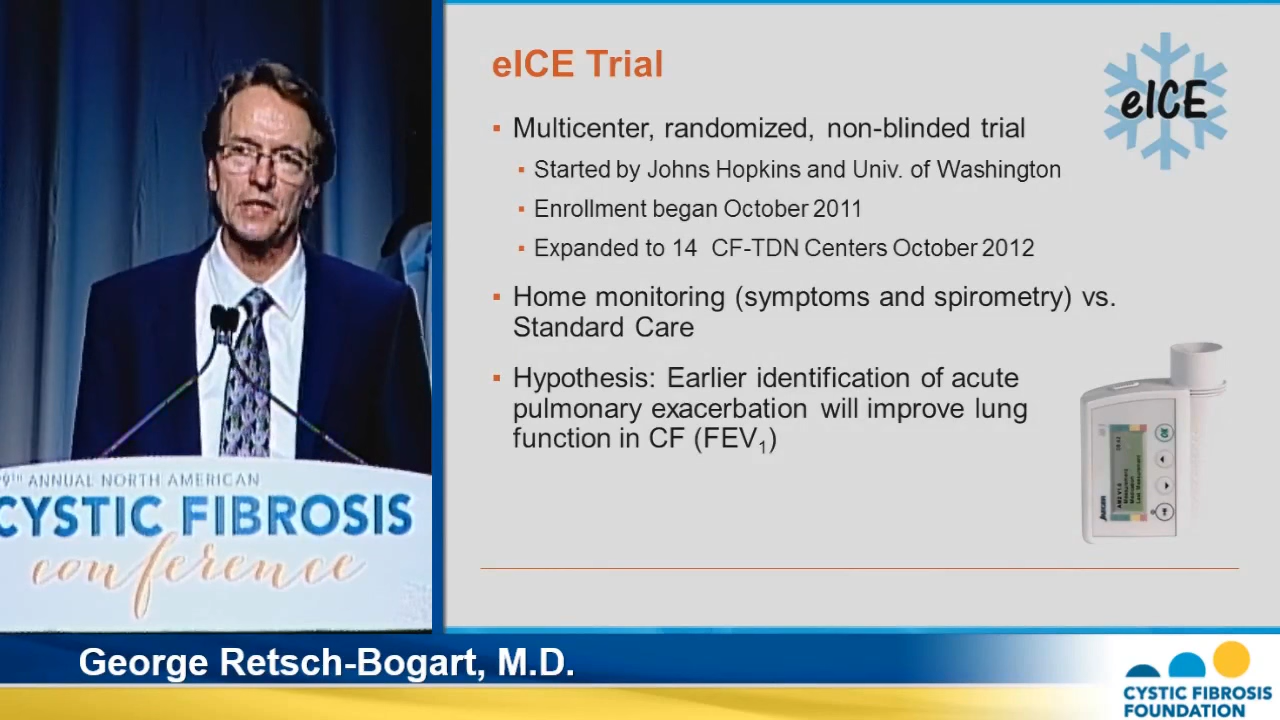 eICE Trial
eICE
▪ Multicenter, randomized, non-blinded trial
▪ Started by Johns Hopkins and Univ. of Washington
▪ Enrollment began October 2011
▪ Expanded to 14 CF-TDN Centers October 2012
▪ Home monitoring (symptoms and spirometry) vs.
Standard Care
▪ Hypothesis: Earlier identification of acute
pulmonary exacerbation will improve lung
function in CF (FEV₁)
9TH ANNUAL NORTH AMERICAN
CYSTIC FIBROSIS
conference
George Retsch-Bogart, M.D.
CYSTIC FIBROSIS
FOUNDATION